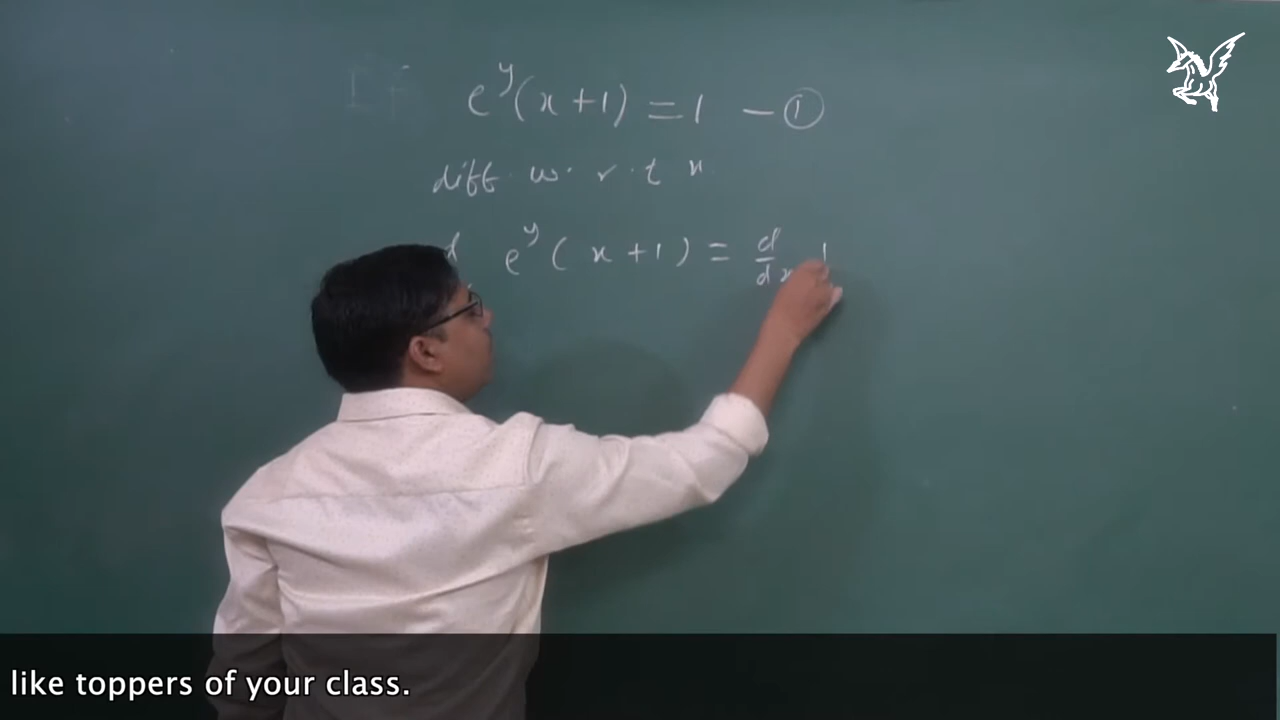 If e^y(x+1) = 1 — ①
diff. w. r. t x
e^y (x+1) = d/dx 1
like toppers of your class.